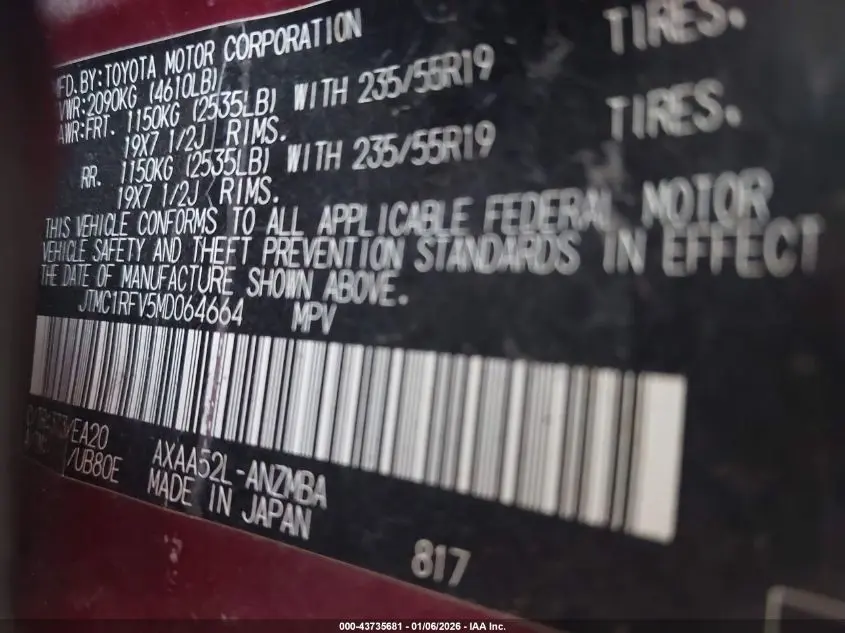 MFD.BY:TOYOTA MOTOR CORPORATION
VWR:2090KG (4610LB)
AWR:FRT. 1150KG (2535LB) WITH 235/55R19 TIRES.
19X7 1/2J RIMS.
RR. 1150KG (2535LB) WITH 235/55R19 TIRES.
19X7 1/2J RIMS.
THIS VEHICLE CONFORMS TO ALL APPLICABLE FEDERAL MOTOR
VEHICLE SAFETY AND THEFT PREVENTION STANDARDS IN EFFECT
THE DATE OF MANUFACTURE SHOWN ABOVE.
JTMC1RFV5MD064664 MPV
/EA20 AXAA52L-ANZMBA
/UB80E MADE IN JAPAN
817
000-43735681 - 01/06/2026 - IAA Inc.